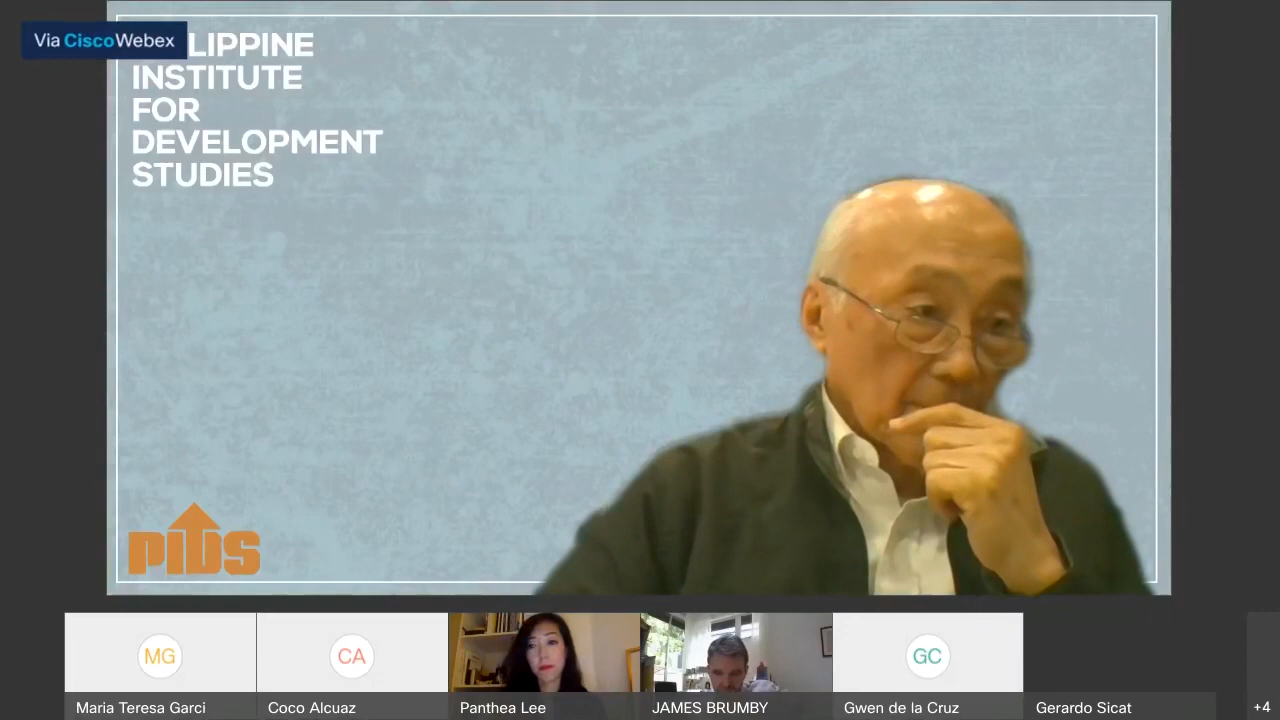 Via CiscoWebex
LIPPINE
INSTITUTE
FOR
DEVELOPMENT
STUDIES
PIDS
MG
CA
GC
Maria Teresa Garci
Coco Alcuaz
Panthea Lee
JAMES BRUMBY
Gwen de la Cruz
Gerardo Sicat
+4